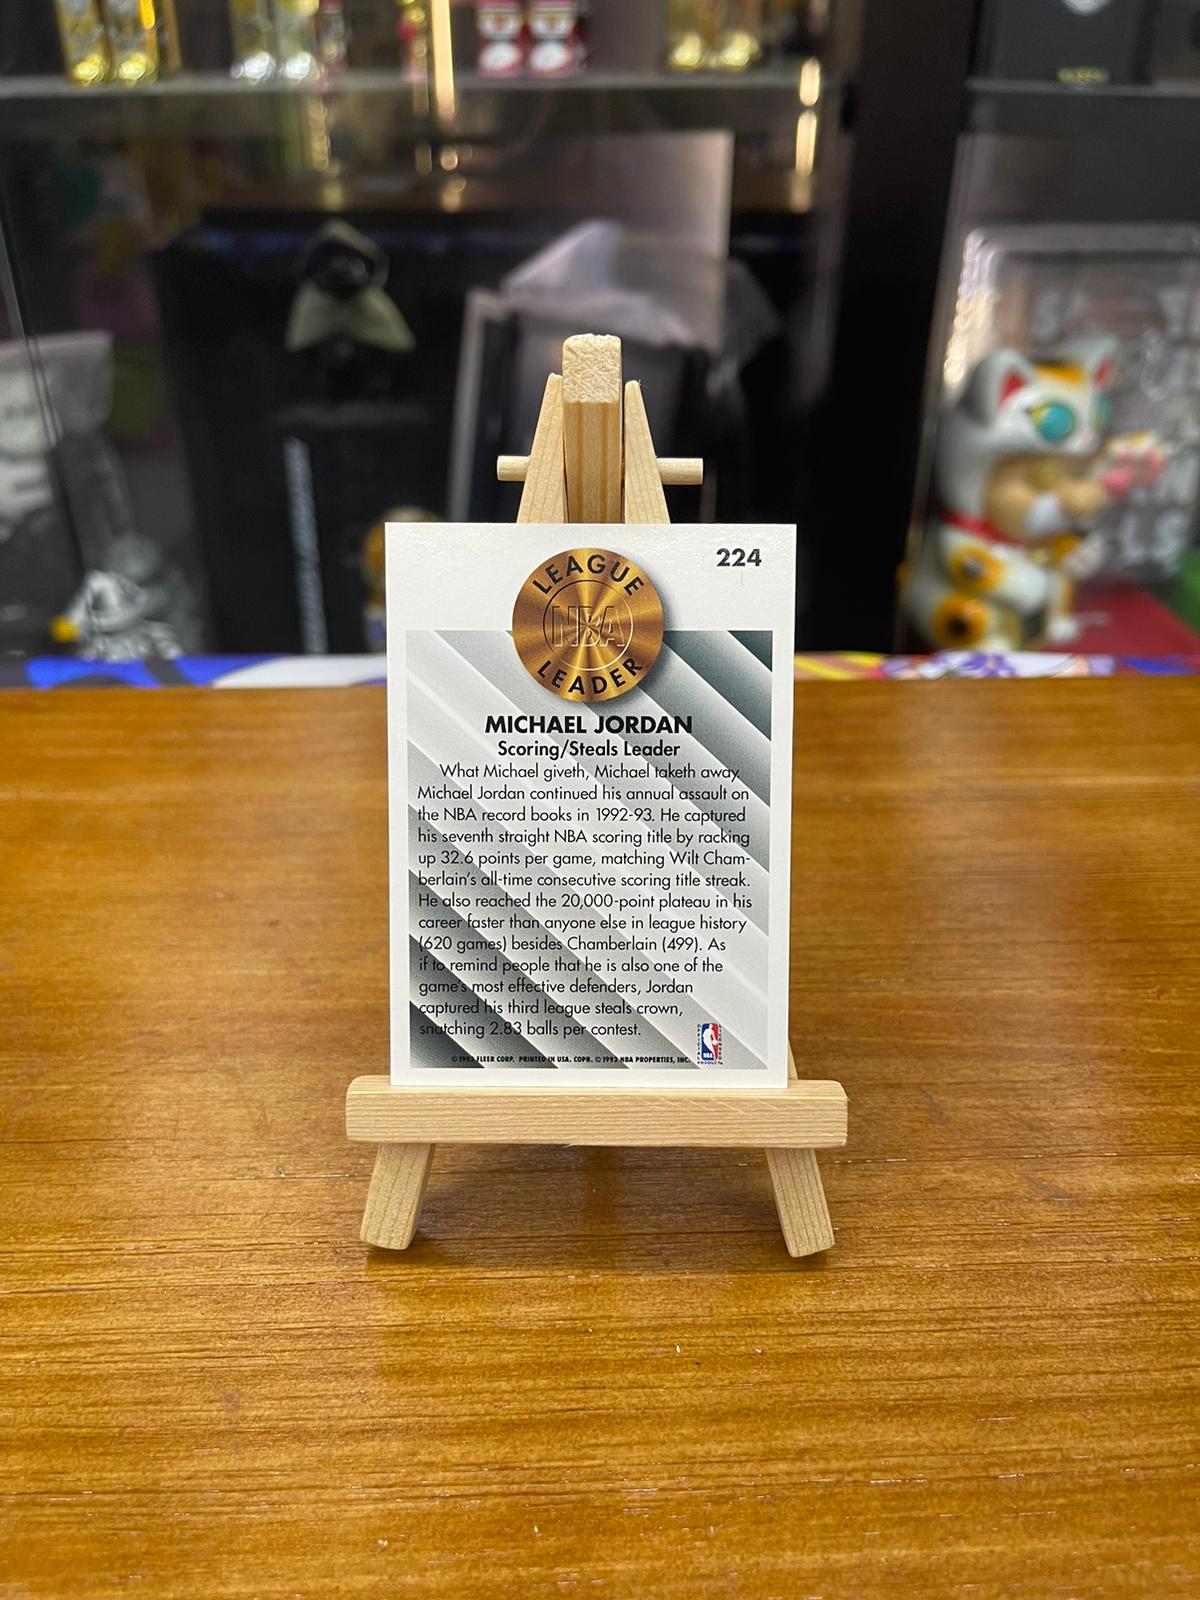 224
LEAGUE
NBA
LEADER
MICHAEL JORDAN
Scoring/Steals Leader
What Michael giveth, Michael taketh away.
Michael Jordan continued his annual assault on
the NBA record books in 1992-93. He captured
his seventh straight NBA scoring title by racking
up 32.6 points per game, matching Wilt Cham-
berlain's all-time consecutive scoring title streak.
He also reached the 20,000-point plateau in his
career faster than anyone else in league history
(620 games) besides Chamberlain (499). As
if to remind people that he is also one of the
game's most effective defenders, Jordan
captured his third league steals crown,
snatching 2.83 balls per contest.
© 1993 FLEER CORP. PRINTED IN USA. COPR. © 1993 NBA PROPERTIES, INC.
NBA